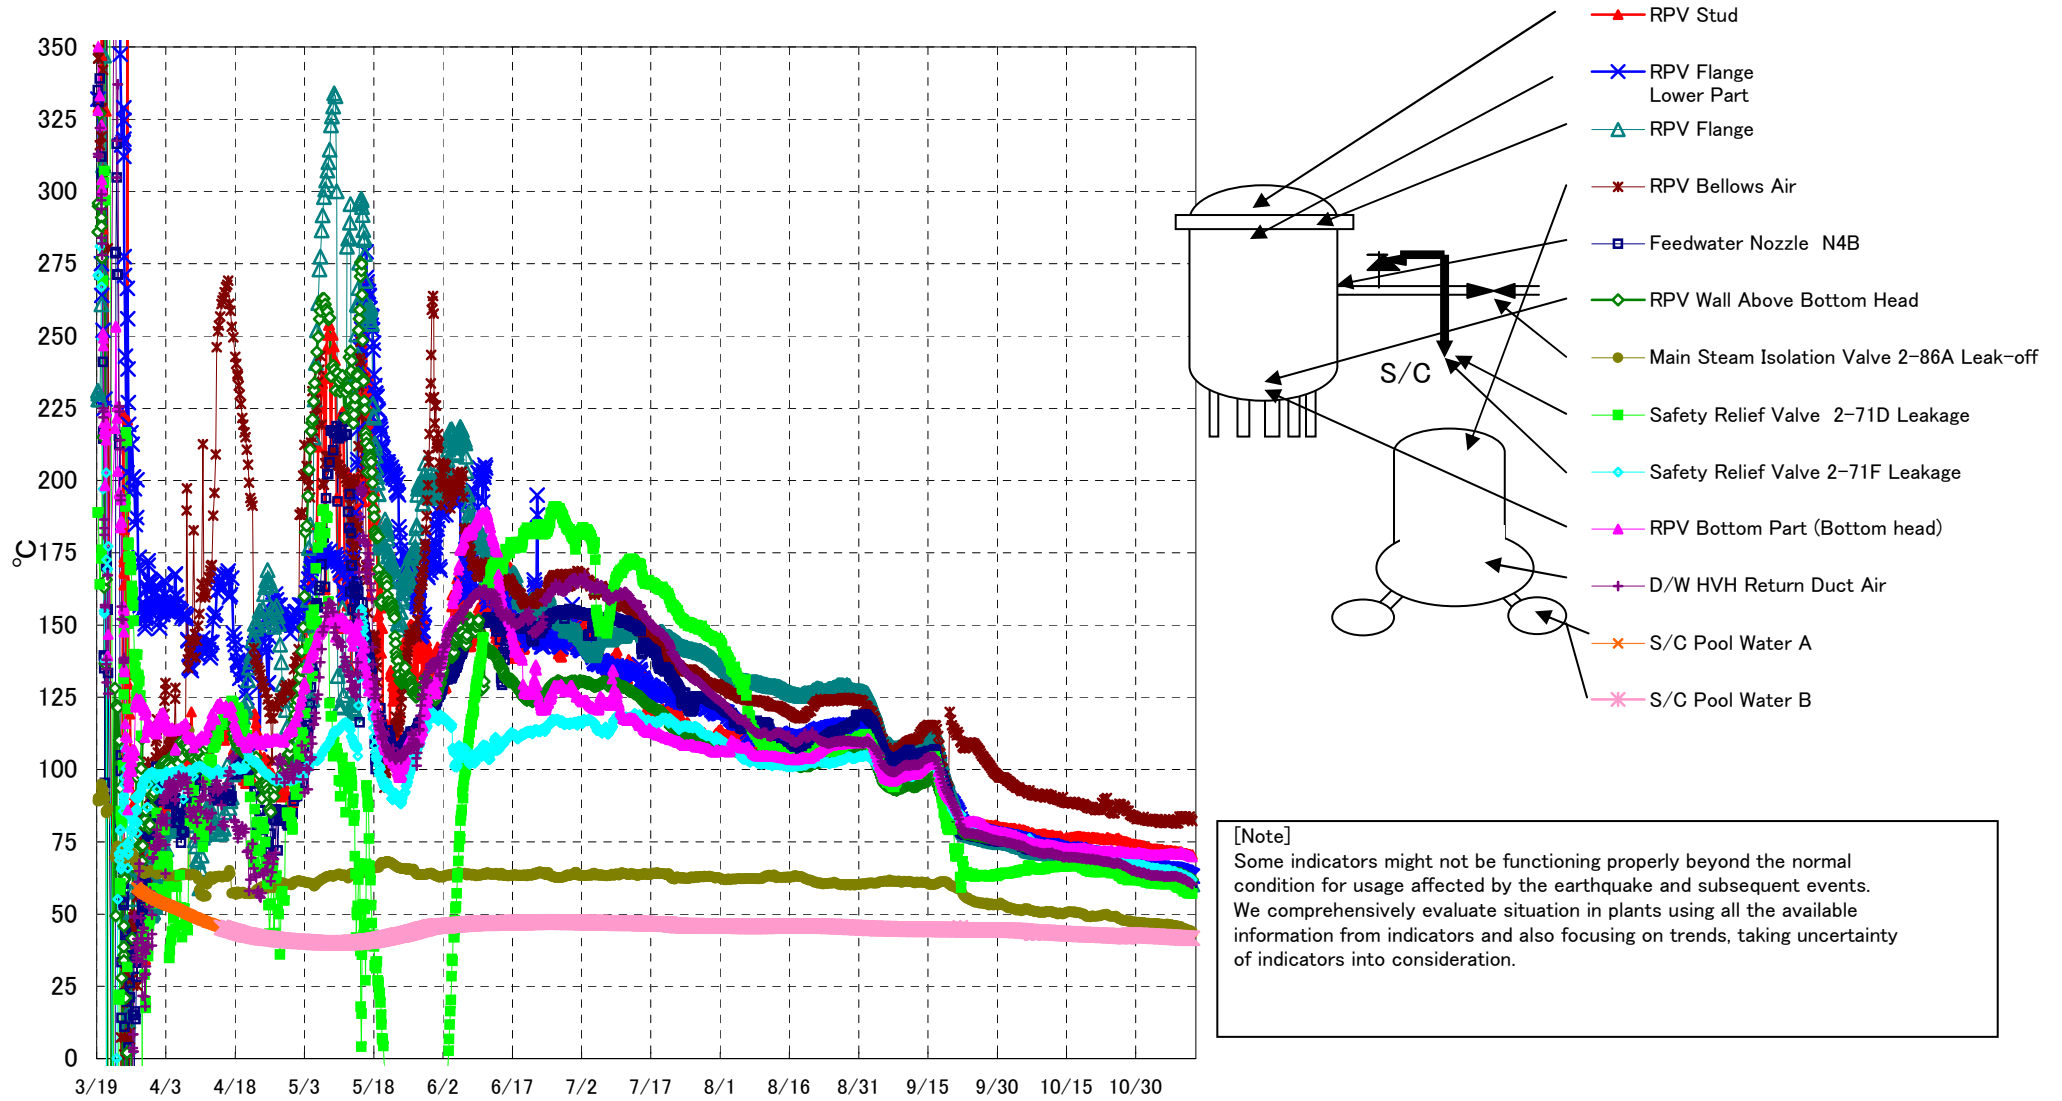 350
325
300
275
250
225
200
175
150
125
100
75
50
25
0
℃
3/19 4/3 4/18 5/3 5/18 6/2 6/17 7/2 7/17 8/1 8/16 8/31 9/15 9/30 10/15 10/30
RPV Stud
RPV Flange
Lower Part
RPV Flange
RPV Bellows Air
Feedwater Nozzle N4B
RPV Wall Above Bottom Head
Main Steam Isolation Valve 2-86A Leak-off
Safety Relief Valve 2-71D Leakage
Safety Relief Valve 2-71F Leakage
RPV Bottom Part (Bottom head)
D/W HVH Return Duct Air
S/C Pool Water A
S/C Pool Water B
S/C
[Note]
Some indicators might not be functioning properly beyond the normal
condition for usage affected by the earthquake and subsequent events.
We comprehensively evaluate situation in plants using all the available
information from indicators and also focusing on trends, taking uncertainty
of indicators into consideration.